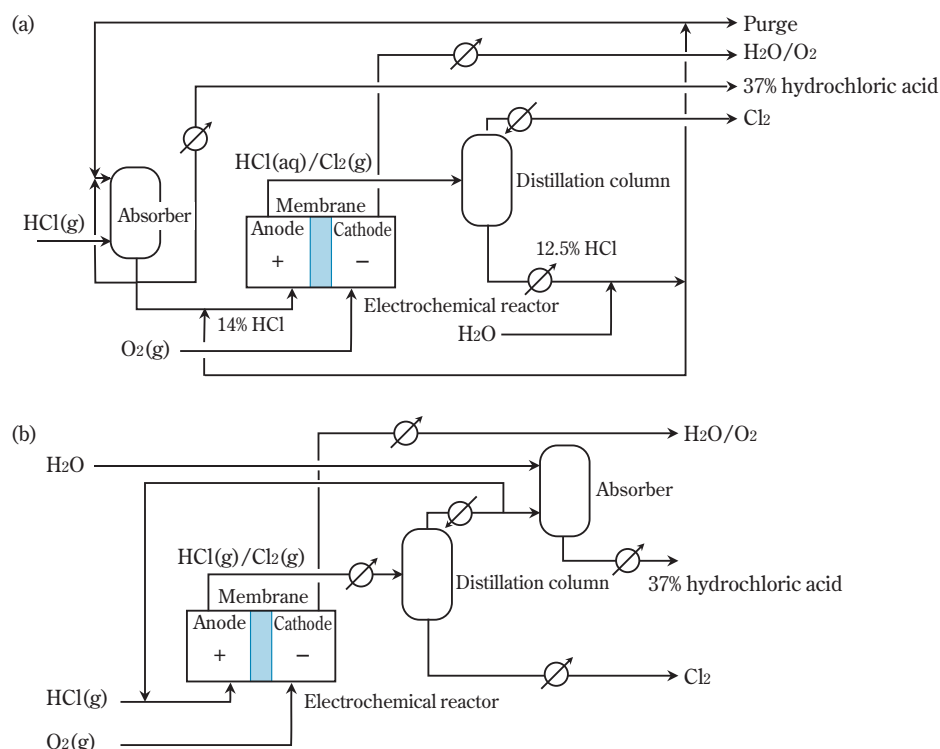 (a)
Purge
H2O/O2
37% hydrochloric acid
Cl2
HCl(aq)/Cl2(g)
Distillation column
Membrane
Absorber
HCl(g)
Anode
Cathode
+
−
12.5% HCl
Electrochemical reactor
14% HCl
H2O
O2(g)
(b)
H2O/O2
H2O
Absorber
HCl(g)/Cl2(g)
Distillation column
37% hydrochloric acid
Membrane
Anode
Cathode
+
−
Cl2
HCl(g)
Electrochemical reactor
O2(g)